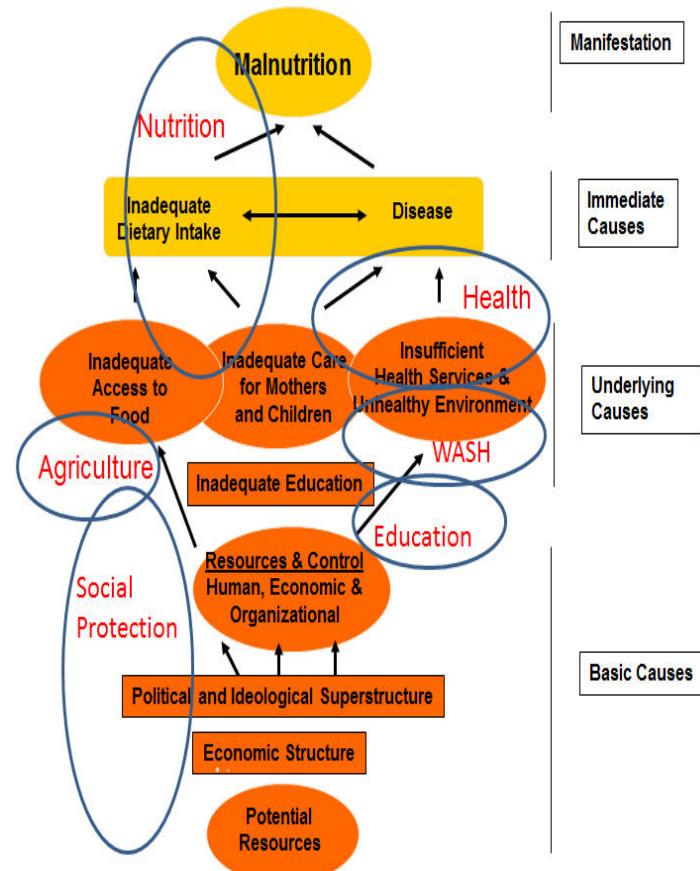 Malnutrition
Manifestation
Nutrition
Inadequate
Dietary Intake
Disease
Immediate
Causes
Health
Inadequate
Access to
Food
Inadequate Care
for Mothers
and Children
Insufficient
Health Services &
Unhealthy Environment
Underlying
Causes
Agriculture
WASH
Inadequate Education
Education
Resources & Control
Human, Economic &
Organizational
Social
Protection
Basic Causes
Political and Ideological Superstructure
Economic Structure
Potential
Resources